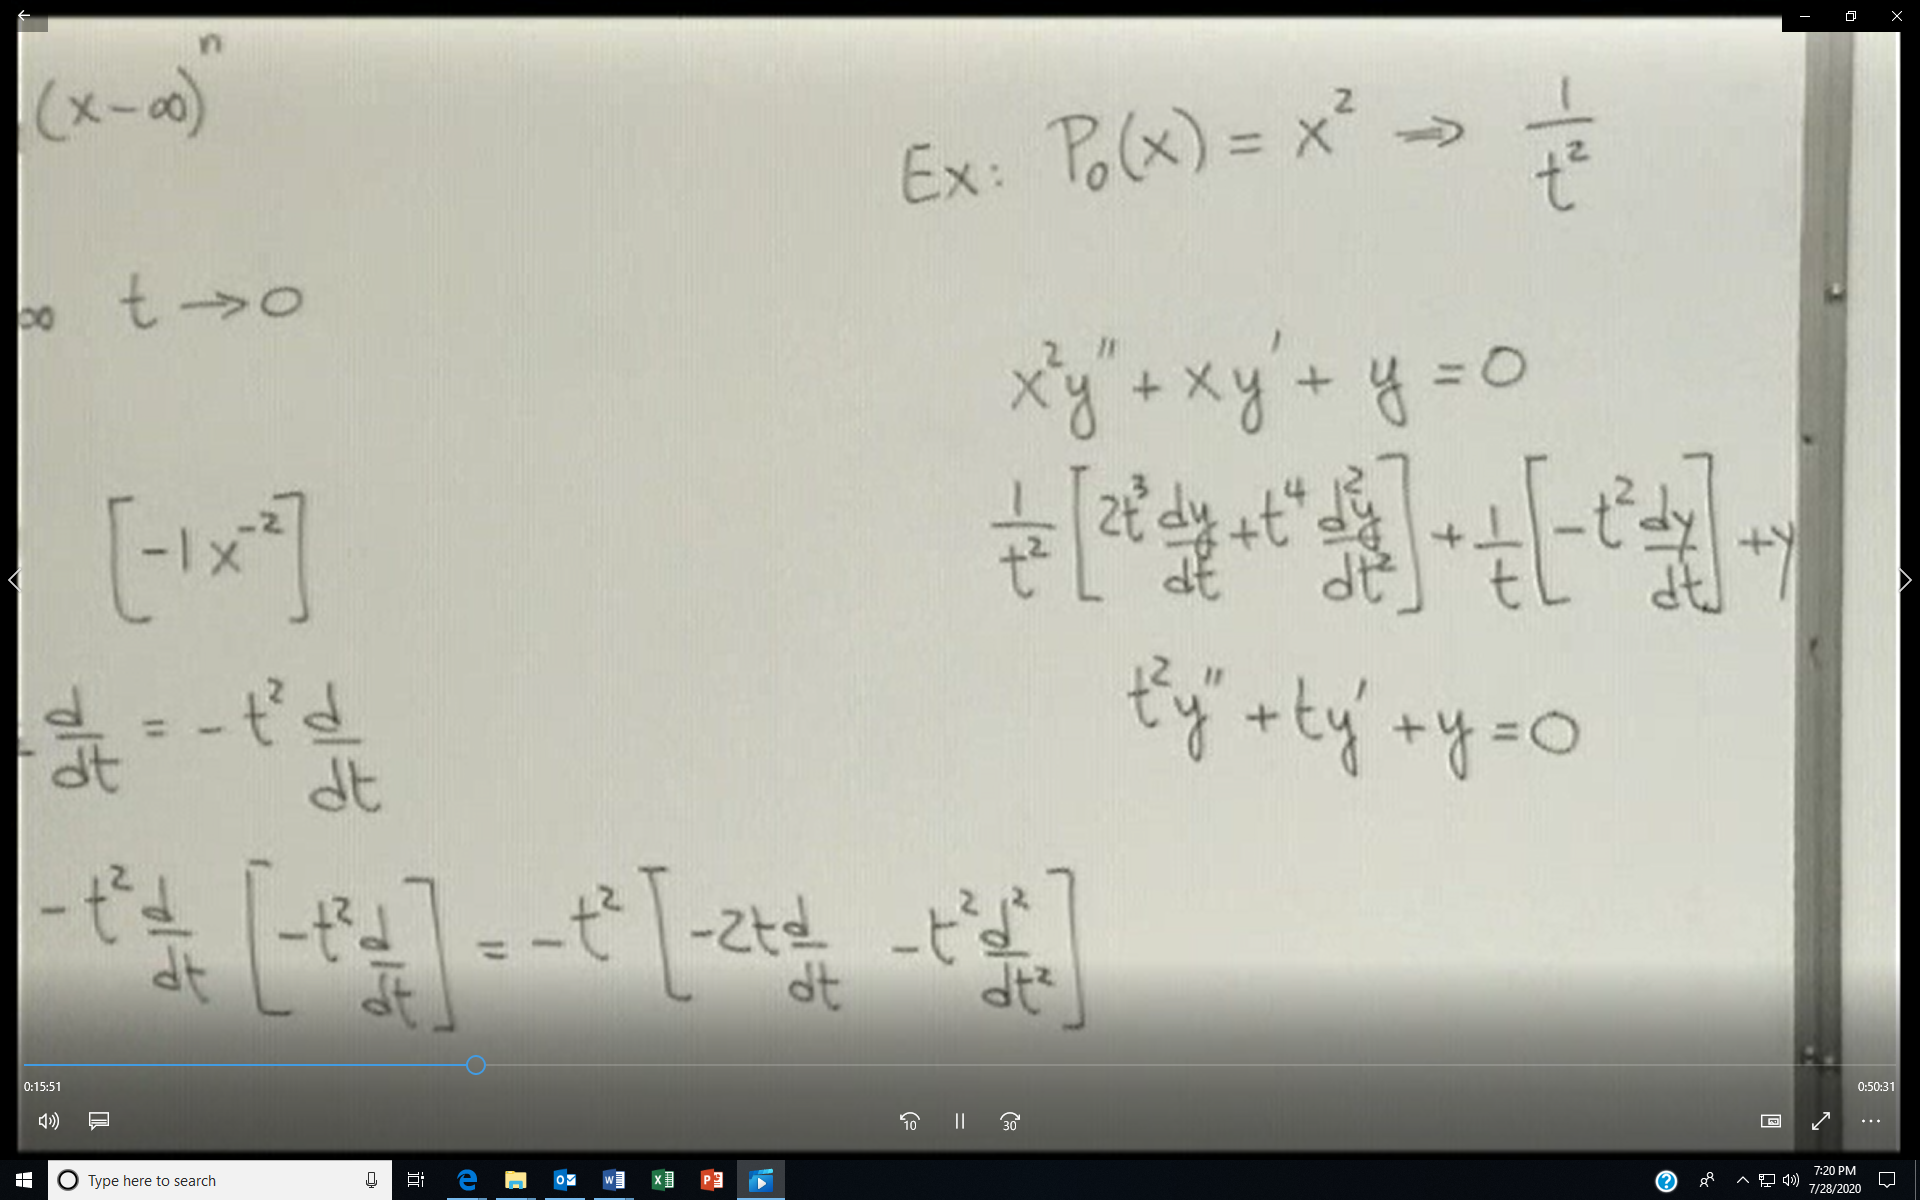 (x-∞)ⁿ
Ex: P₀(x) = x² ⇒ 1/t²
∞ t → 0
x²y'' + xy' + y = 0
[-1x⁻²]
1/t² [2t³ dy/dt + t⁴ d²y/dt²] + 1/t [-t² dy/dt] + y
d/dt = -t² d/dt
t²y'' + ty' + y = 0
-t² d/dt [-t² d/dt] = -t² [-2t d/dt - t² d²/dt²]
0:15:51
0:50:31
10
30
Type here to search
7:20 PM
7/28/2020